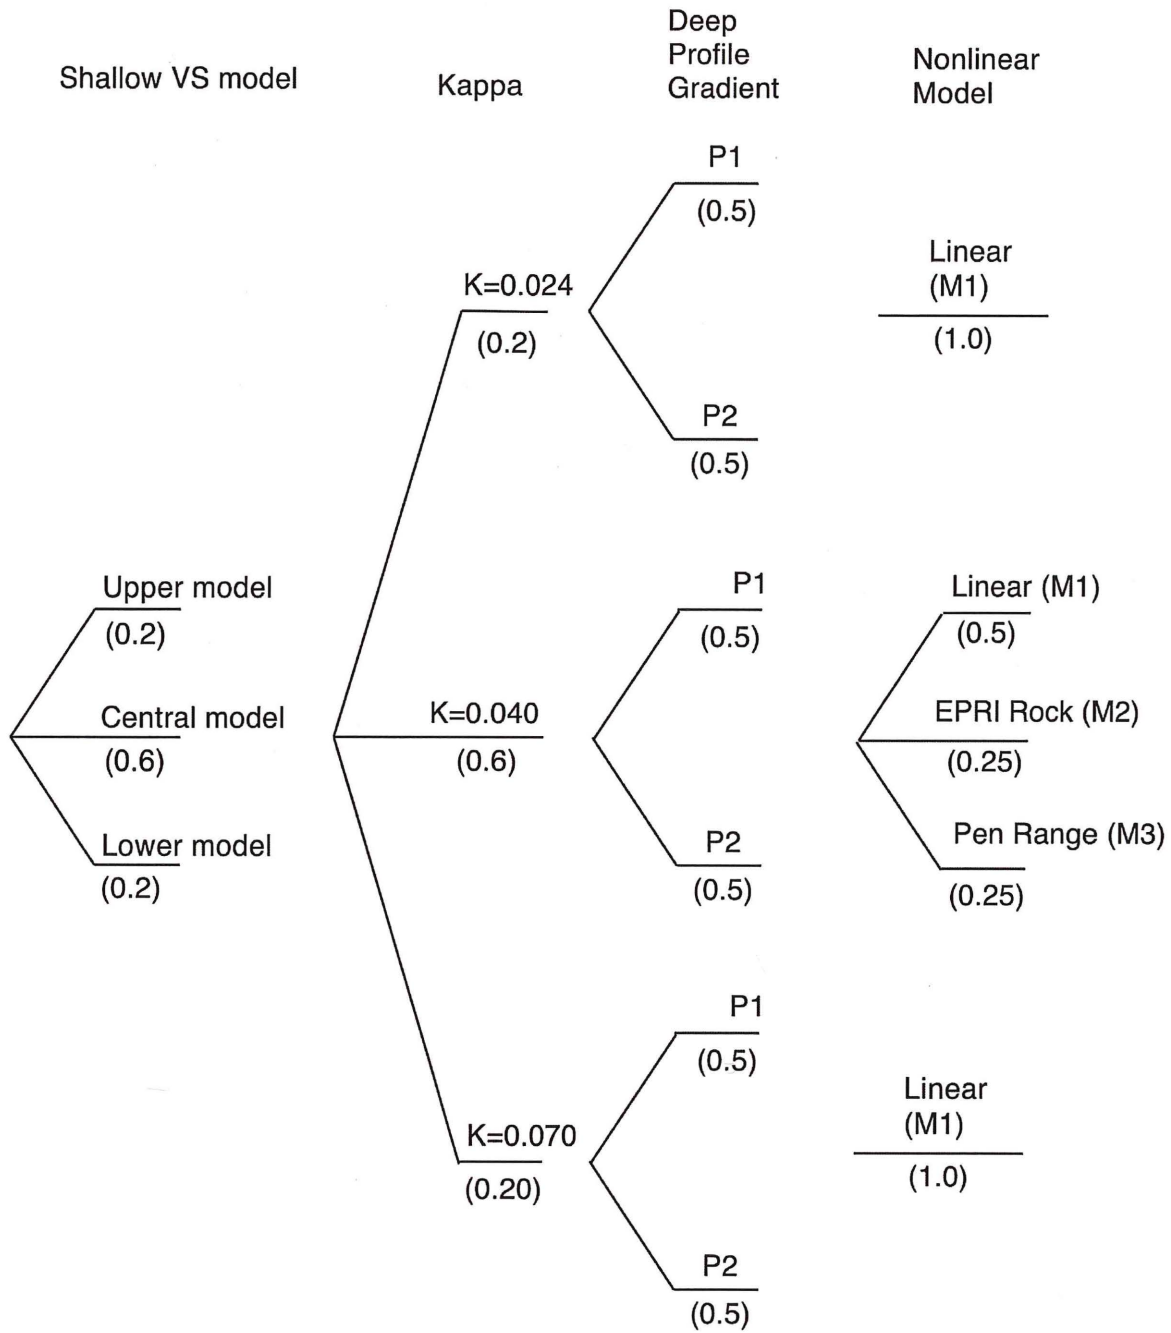 Shallow VS model
Kappa
Deep
Profile
Gradient
Nonlinear
Model
P1
(0.5)
K=0.024
(0.2)
P2
(0.5)
Linear
(M1)
(1.0)
Upper model
(0.2)
Central model
(0.6)
Lower model
(0.2)
K=0.040
(0.6)
P1
(0.5)
P2
(0.5)
Linear (M1)
(0.5)
EPRI Rock (M2)
(0.25)
Pen Range (M3)
(0.25)
P1
(0.5)
K=0.070
(0.20)
P2
(0.5)
Linear
(M1)
(1.0)